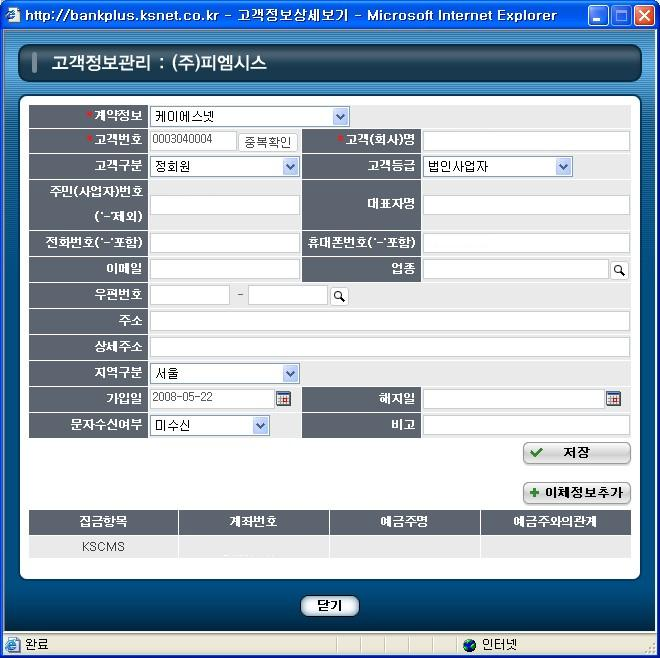 http://bankplus.ksnet.co.kr - 고객정보상세보기 - Microsoft Internet Explorer
고객정보관리 : (주)피엠시스
*계약정보 케이에스넷
*고객번호 0003040004 중복확인 *고객(회사)명
고객구분 정회원 고객등급 법인사업자
주민(사업자)번호
('-'제외) 대표자명
전화번호('-'포함) 휴대폰번호('-'포함)
이메일 업종
우편번호 -
주소
상세주소
지역구분 서울
가입일 2008-05-22 해지일
문자수신여부 미수신 비고
저장
이체정보추가
집금항목 계좌번호 예금주명 예금주와의관계
KSCMS
닫기
완료 인터넷